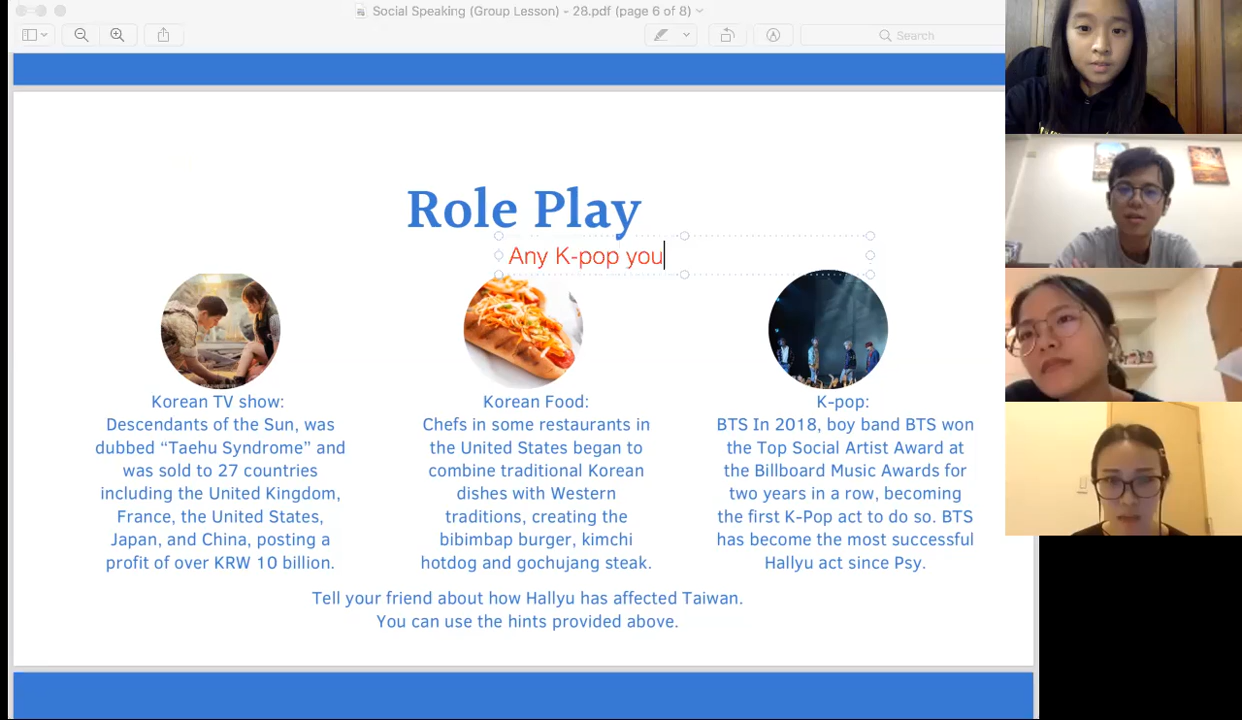 Social Speaking (Group Lesson) - 28.pdf (page 6 of 8)
Search
Role Play
Any K-pop you
Korean TV show:
Descendants of the Sun, was
dubbed “Taehu Syndrome” and
was sold to 27 countries
including the United Kingdom,
France, the United States,
Japan, and China, posting a
profit of over KRW 10 billion.
Korean Food:
Chefs in some restaurants in
the United States began to
combine traditional Korean
dishes with Western
traditions, creating the
bibimbap burger, kimchi
hotdog and gochujang steak.
K-pop:
BTS In 2018, boy band BTS won
the Top Social Artist Award at
the Billboard Music Awards for
two years in a row, becoming
the first K-Pop act to do so. BTS
has become the most successful
Hallyu act since Psy.
Tell your friend about how Hallyu has affected Taiwan.
You can use the hints provided above.